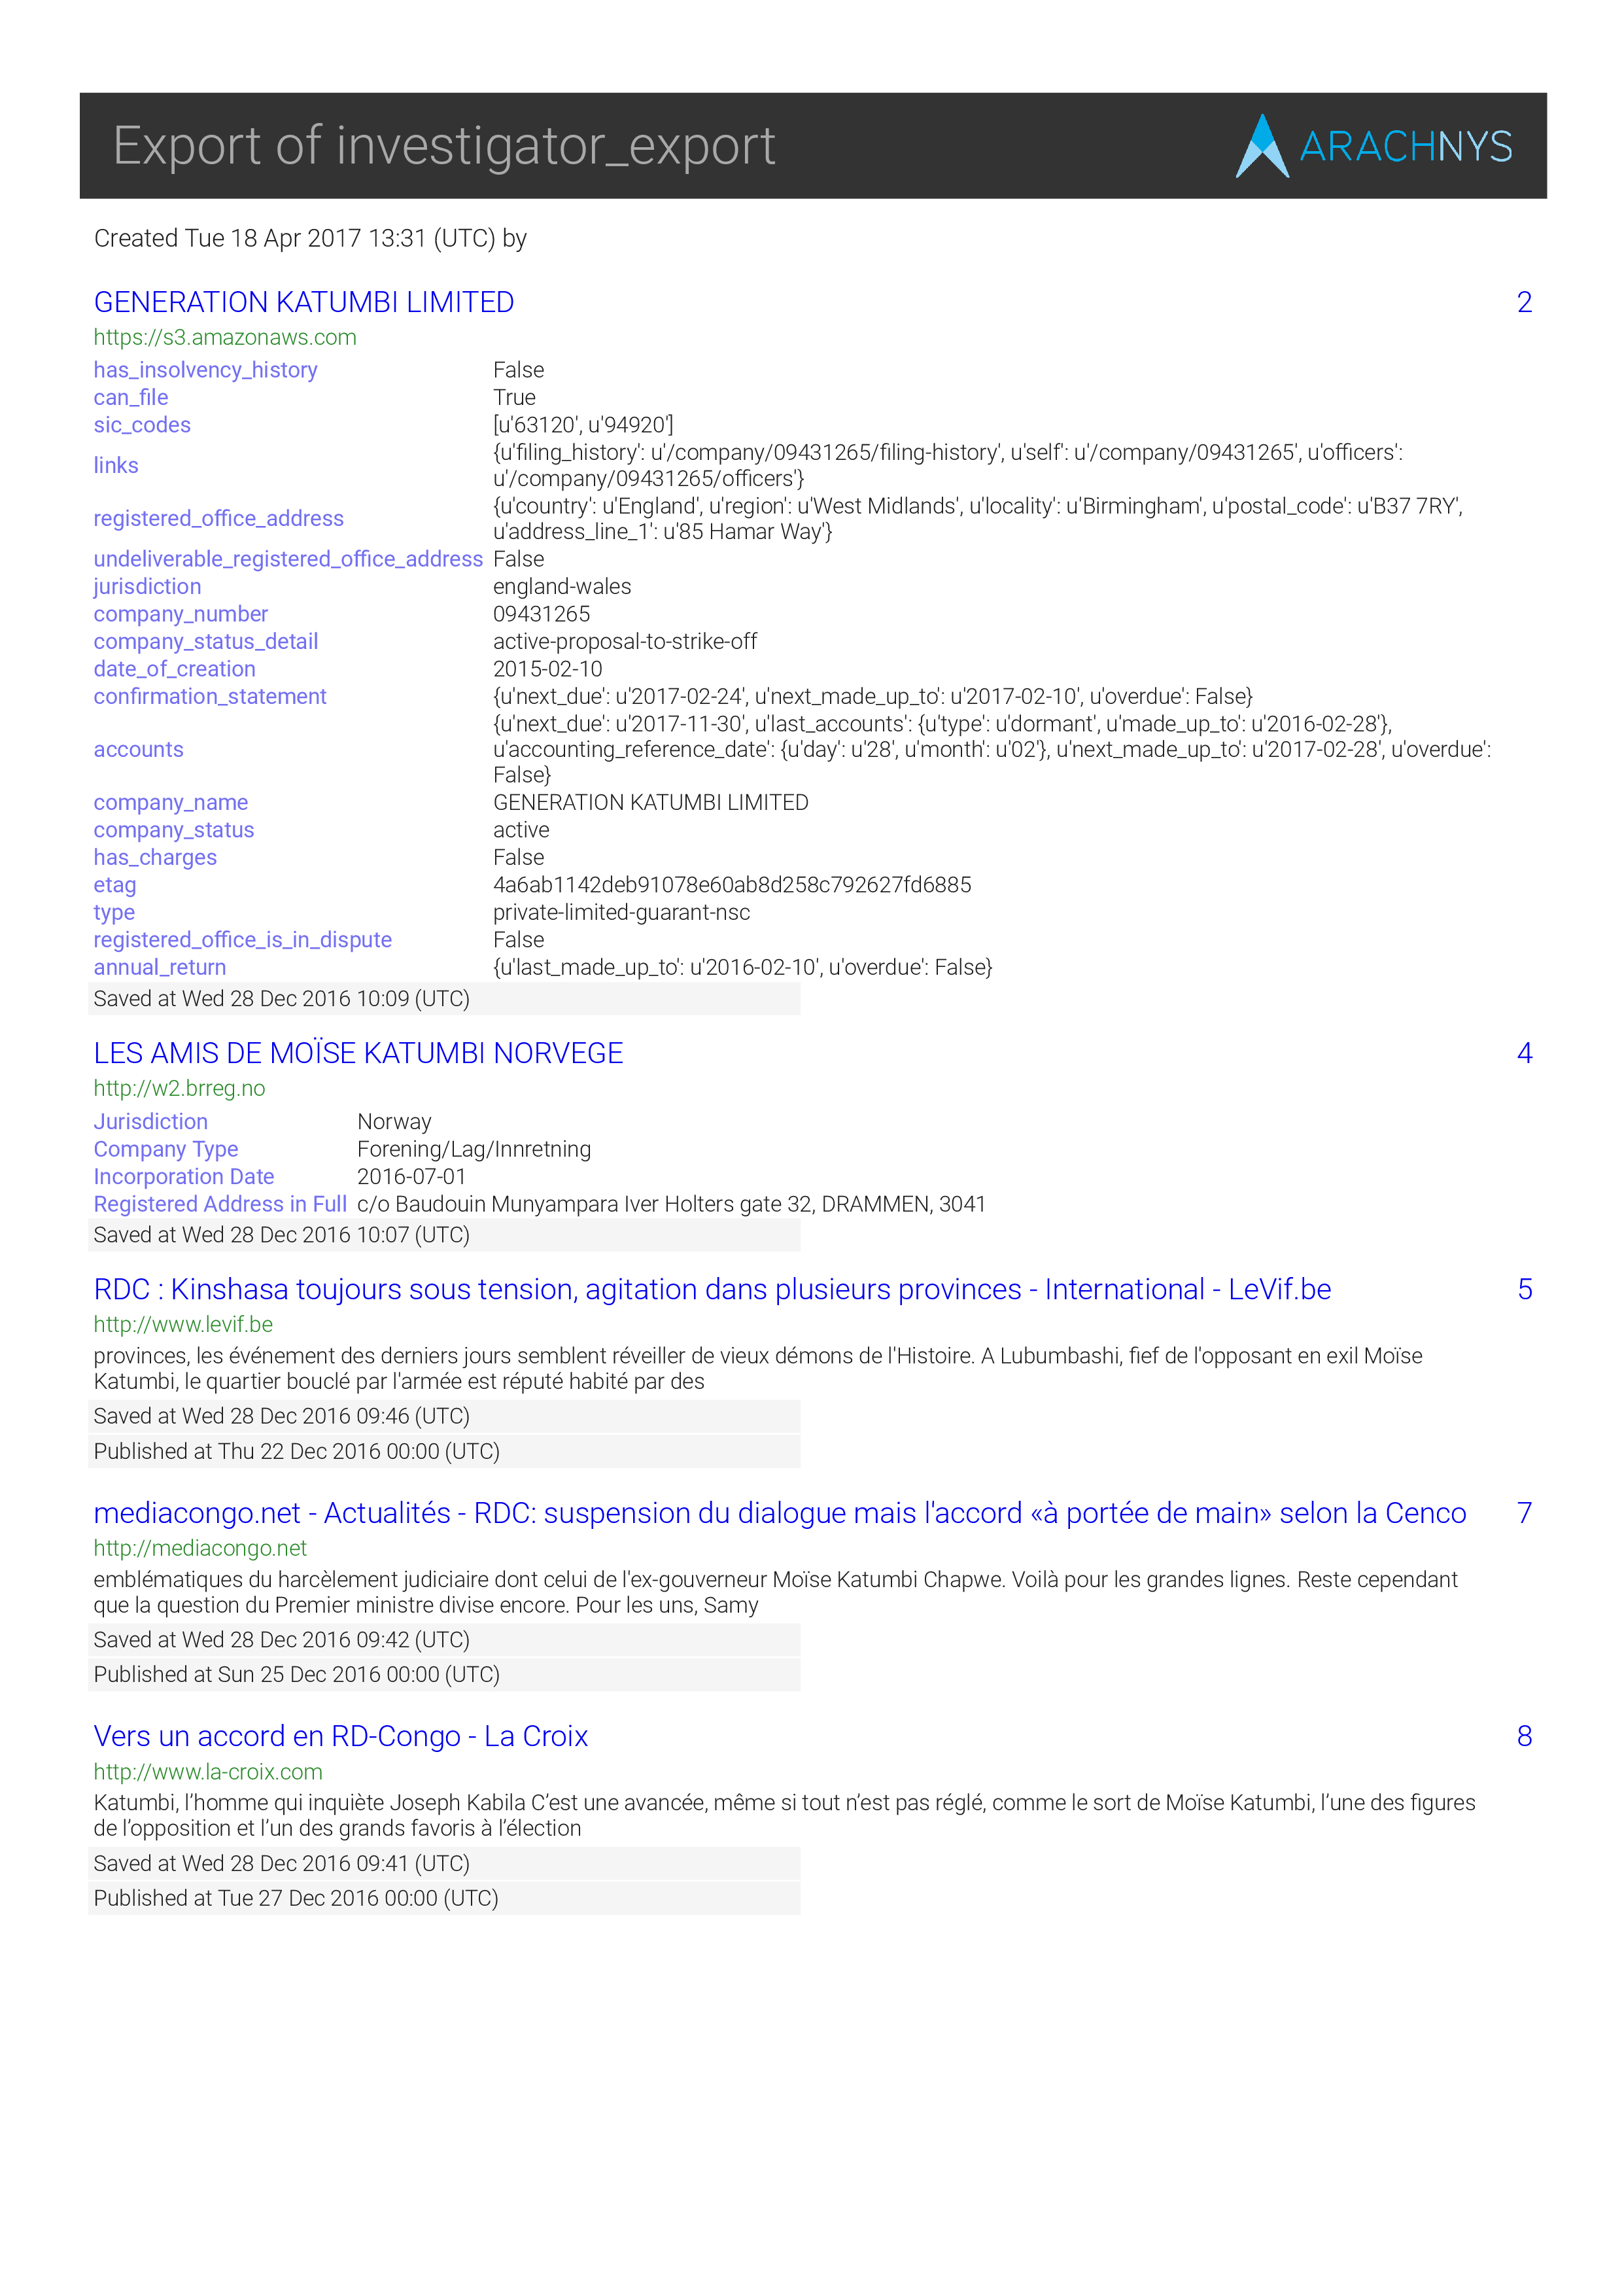 Export of investigator_export
ARACHNYS
Created Tue 18 Apr 2017 13:31 (UTC) by
GENERATION KATUMBI LIMITED 2
https://s3.amazonaws.com
has_insolvency_history False
can_file True
sic_codes [u'63120', u'94920']
links {u'filing_history': u'/company/09431265/filing-history', u'self': u'/company/09431265', u'officers':
u'/company/09431265/officers'}
registered_office_address {u'country': u'England', u'region': u'West Midlands', u'locality': u'Birmingham', u'postal_code': u'B37 7RY',
u'address_line_1': u'85 Hamar Way'}
undeliverable_registered_office_address False
jurisdiction england-wales
company_number 09431265
company_status_detail active-proposal-to-strike-off
date_of_creation 2015-02-10
confirmation_statement {u'next_due': u'2017-02-24', u'next_made_up_to': u'2017-02-10', u'overdue': False}
accounts {u'next_due': u'2017-11-30', u'last_accounts': {u'type': u'dormant', u'made_up_to': u'2016-02-28'},
u'accounting_reference_date': {u'day': u'28', u'month': u'02'}, u'next_made_up_to': u'2017-02-28', u'overdue':
False}
company_name GENERATION KATUMBI LIMITED
company_status active
has_charges False
etag 4a6ab1142deb91078e60ab8d258c792627fd6885
type private-limited-guarant-nsc
registered_office_is_in_dispute False
annual_return {u'last_made_up_to': u'2016-02-10', u'overdue': False}
Saved at Wed 28 Dec 2016 10:09 (UTC)
LES AMIS DE MOÏSE KATUMBI NORVEGE 4
http://w2.brreg.no
Jurisdiction Norway
Company Type Forening/Lag/Innretning
Incorporation Date 2016-07-01
Registered Address in Full c/o Baudouin Munyampara Iver Holters gate 32, DRAMMEN, 3041
Saved at Wed 28 Dec 2016 10:07 (UTC)
RDC : Kinshasa toujours sous tension, agitation dans plusieurs provinces - International - LeVif.be 5
http://www.levif.be
provinces, les événement des derniers jours semblent réveiller de vieux démons de l'Histoire. A Lubumbashi, fief de l'opposant en exil Moïse
Katumbi, le quartier bouclé par l'armée est réputé habité par des
Saved at Wed 28 Dec 2016 09:46 (UTC)
Published at Thu 22 Dec 2016 00:00 (UTC)
mediacongo.net - Actualités - RDC: suspension du dialogue mais l'accord «à portée de main» selon la Cenco 7
http://mediacongo.net
emblématiques du harcèlement judiciaire dont celui de l'ex-gouverneur Moïse Katumbi Chapwe. Voilà pour les grandes lignes. Reste cependant
que la question du Premier ministre divise encore. Pour les uns, Samy
Saved at Wed 28 Dec 2016 09:42 (UTC)
Published at Sun 25 Dec 2016 00:00 (UTC)
Vers un accord en RD-Congo - La Croix 8
http://www.la-croix.com
Katumbi, l’homme qui inquiète Joseph Kabila C’est une avancée, même si tout n’est pas réglé, comme le sort de Moïse Katumbi, l’une des figures
de l’opposition et l’un des grands favoris à l’élection
Saved at Wed 28 Dec 2016 09:41 (UTC)
Published at Tue 27 Dec 2016 00:00 (UTC)